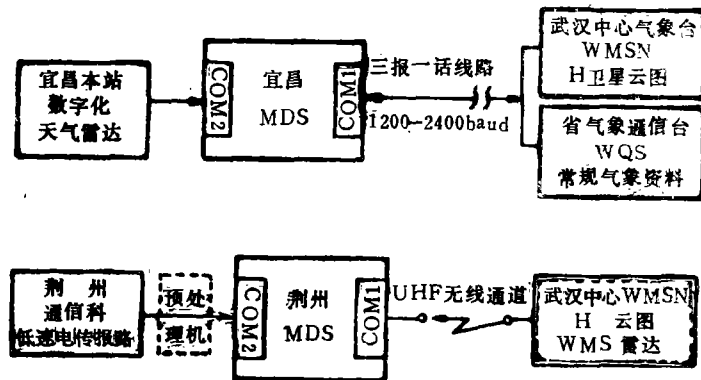 宜昌本站
数字化
天气雷达
COM2
宜昌
MDS
COM1
三报一话线路
1200-2400baud
武汉中心气象台
WMSN
H卫星云图
省气象通信台
WQS
常规气象资料
荆 州
通信科
低速电传报路
预处
理机
COM2
荆州
MDS
COM1
UHF无线通道
武汉中心WMSN
H 云图
WMS 雷达